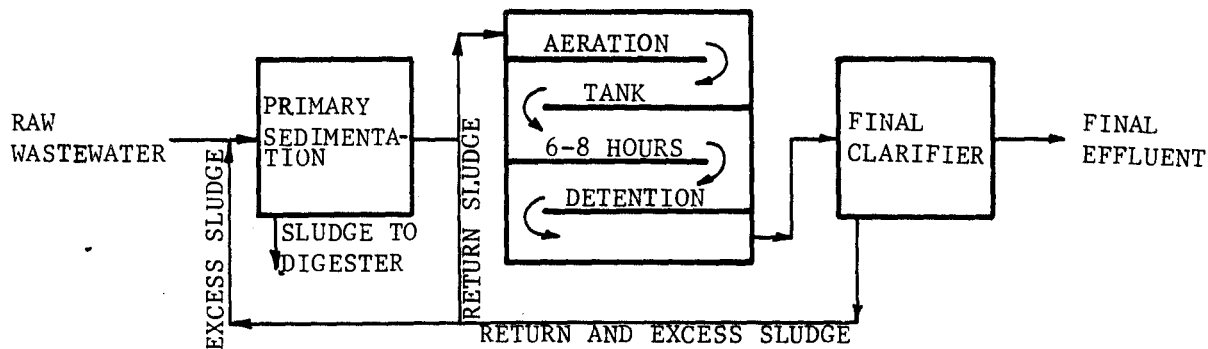 RAW
WASTEWATER
EXCESS SLUDGE
PRIMARY
SEDIMENTA-
TION
SLUDGE TO
DIGESTER
RETURN SLUDGE
AERATION
TANK
6-8 HOURS
DETENTION
FINAL
CLARIFIER
FINAL
EFFLUENT
RETURN AND EXCESS SLUDGE